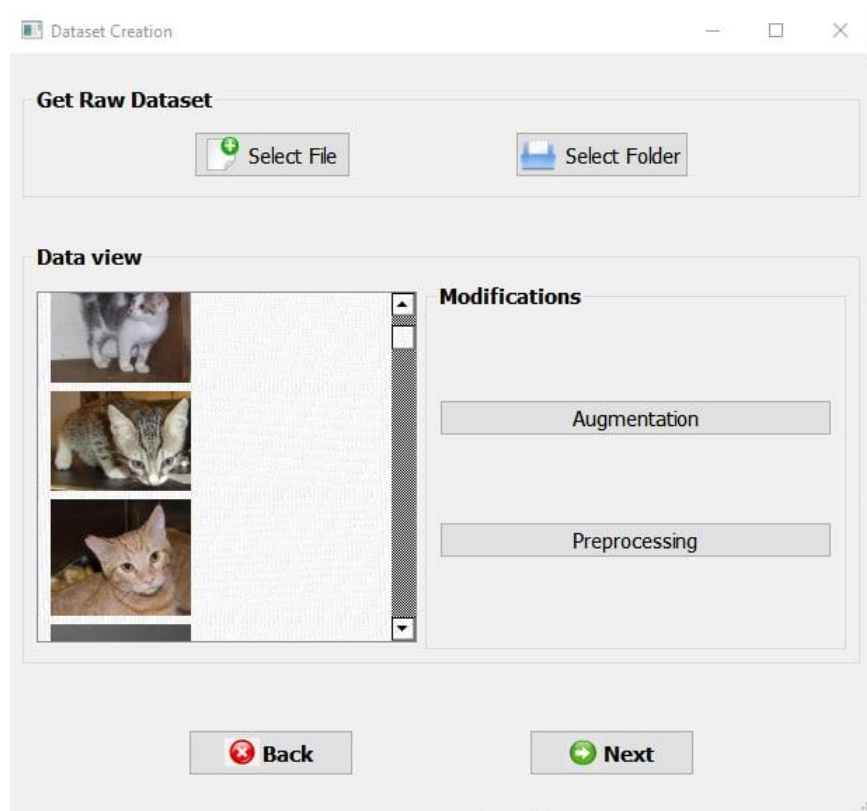 Dataset Creation
Get Raw Dataset
Select File
Select Folder
Data view
Modifications
Augmentation
Preprocessing
Back
Next